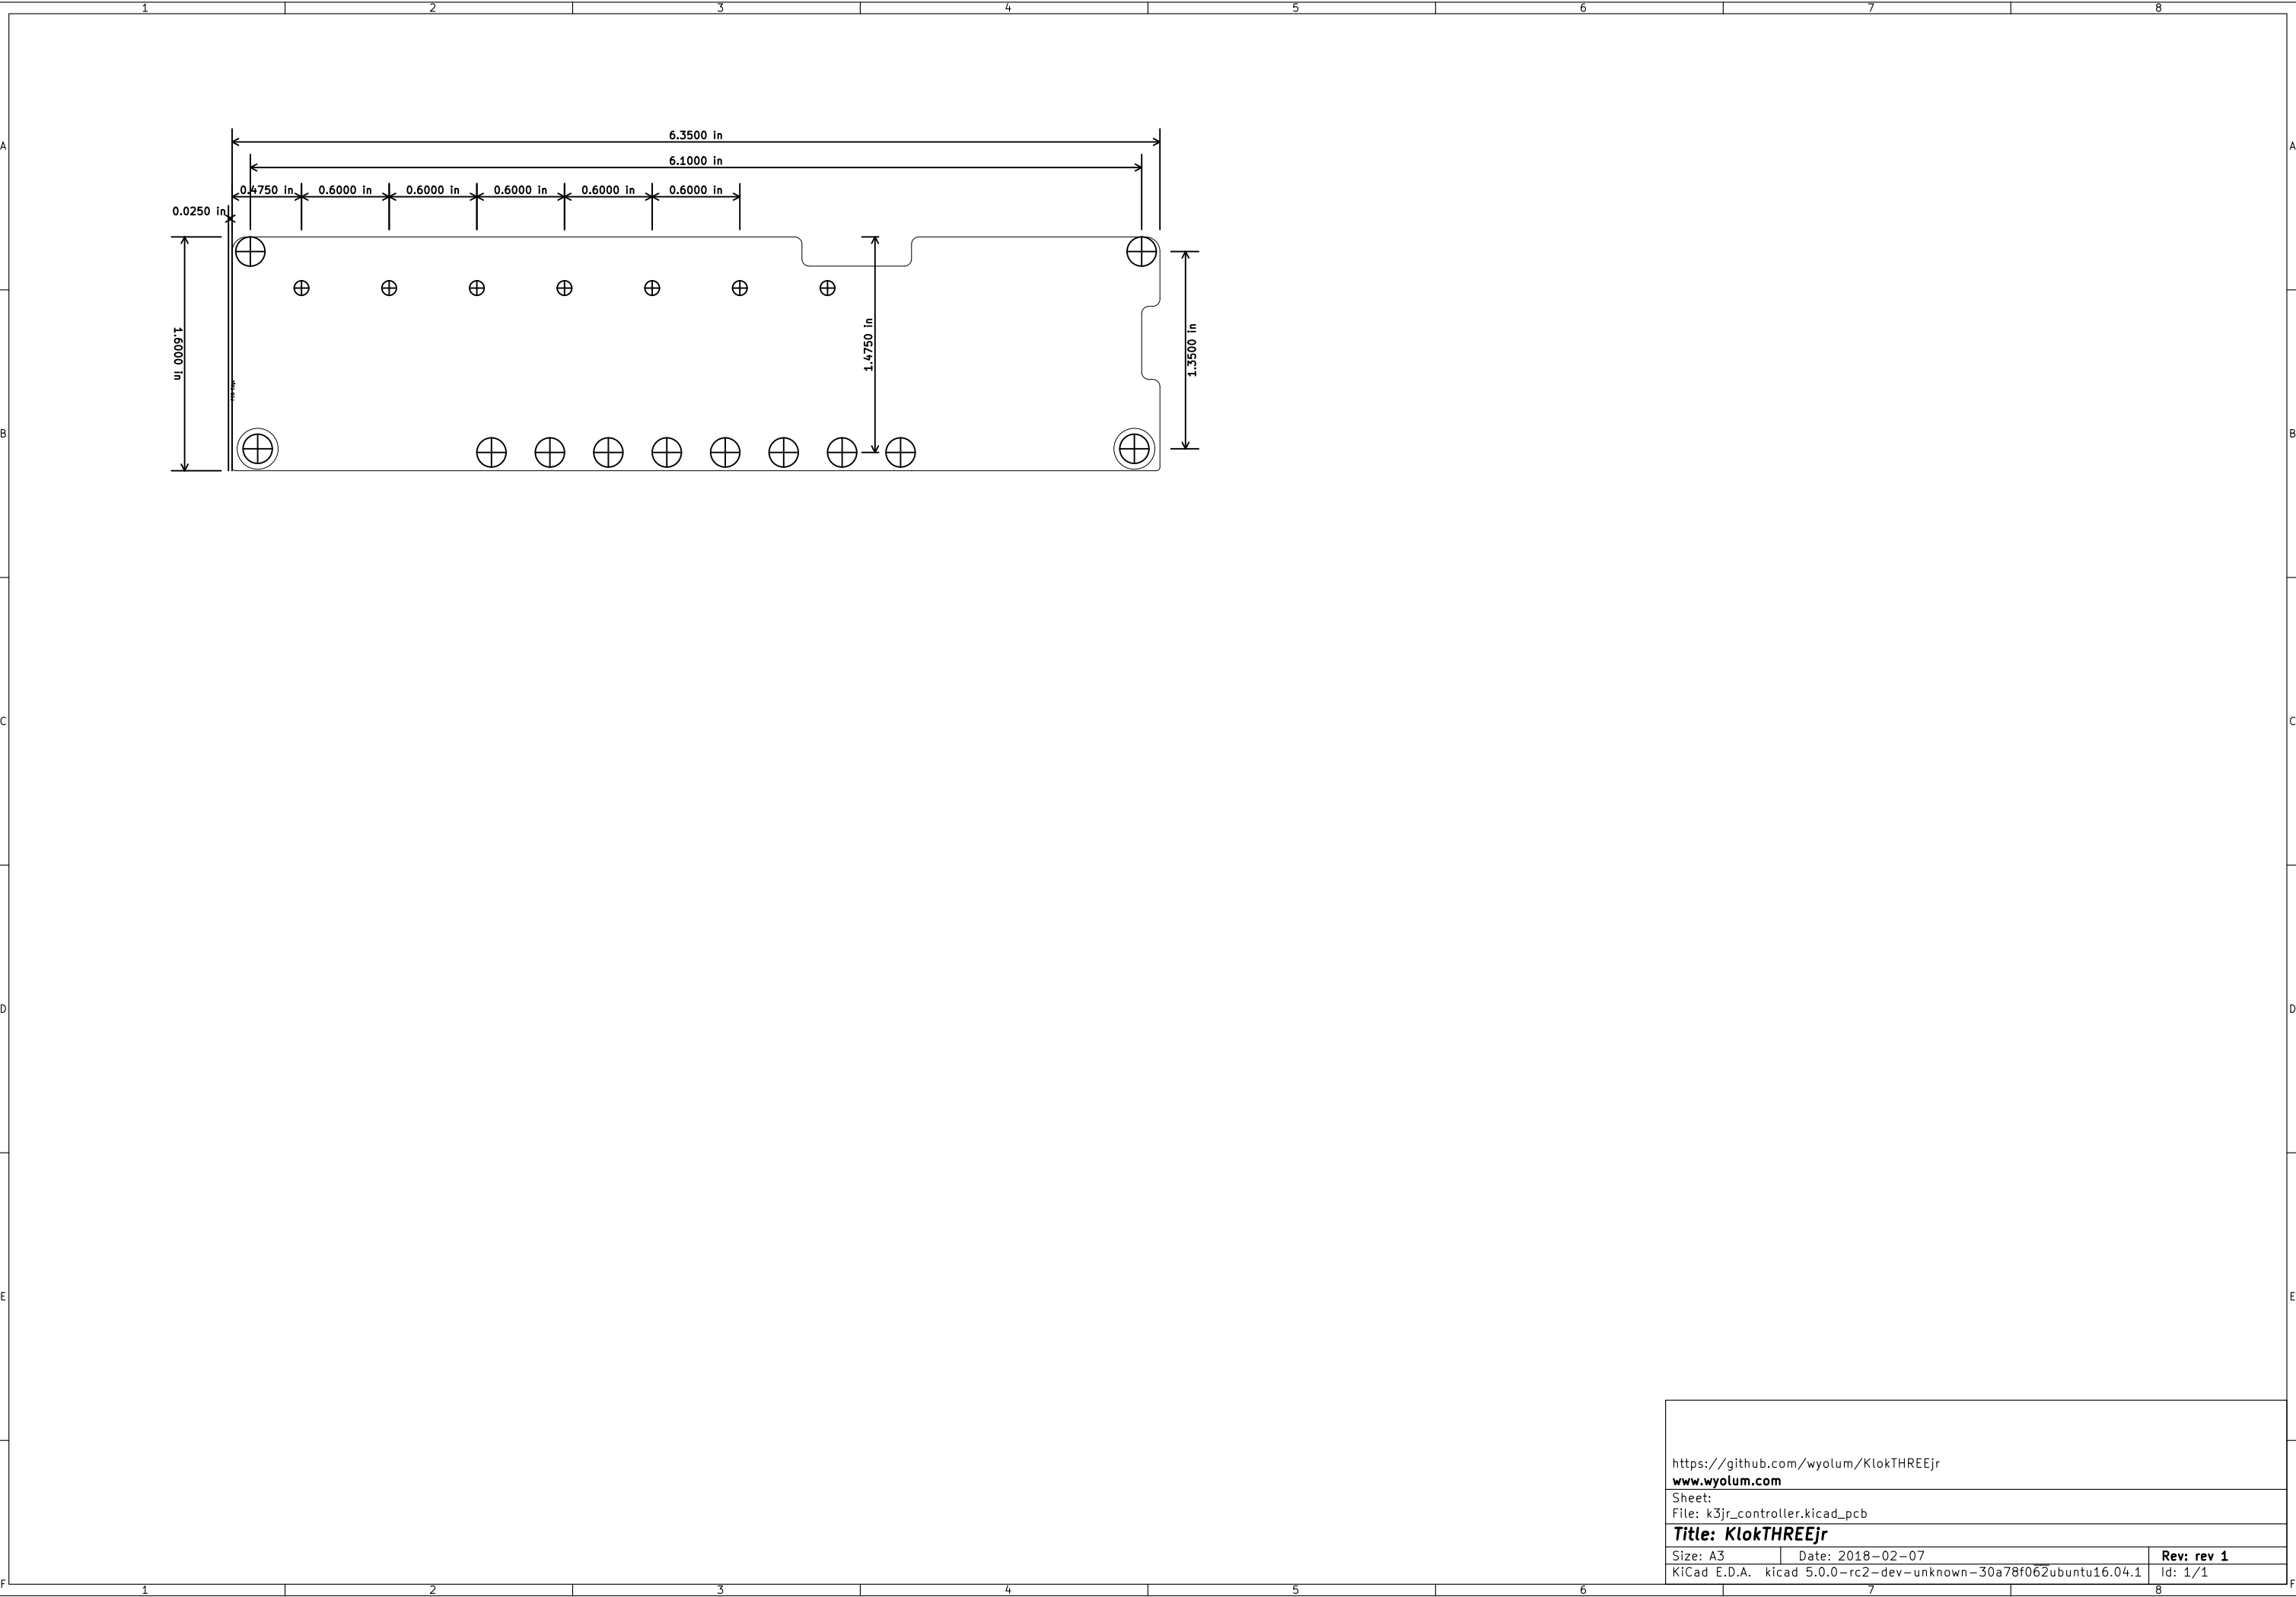 1 2 3 4 5 6 7 8
6.3500 in
A A
6.1000 in
0.4750 in 0.6000 in 0.6000 in 0.6000 in 0.6000 in 0.6000 in
0.0250 in
1.6000 in
1.4750 in
1.3500 in
B B
C C
D D
E E
https://github.com/wyolum/KlokTHREEjr
www.wyolum.com
Sheet:
File: k3jr_controller.kicad_pcb
Title: KlokTHREEjr
Size: A3 Date: 2018-02-07 Rev: rev 1
KiCad E.D.A. kicad 5.0.0-rc2-dev-unknown-30a78f062ubuntu16.04.1 Id: 1/1
F F
1 2 3 4 5 6 7 8